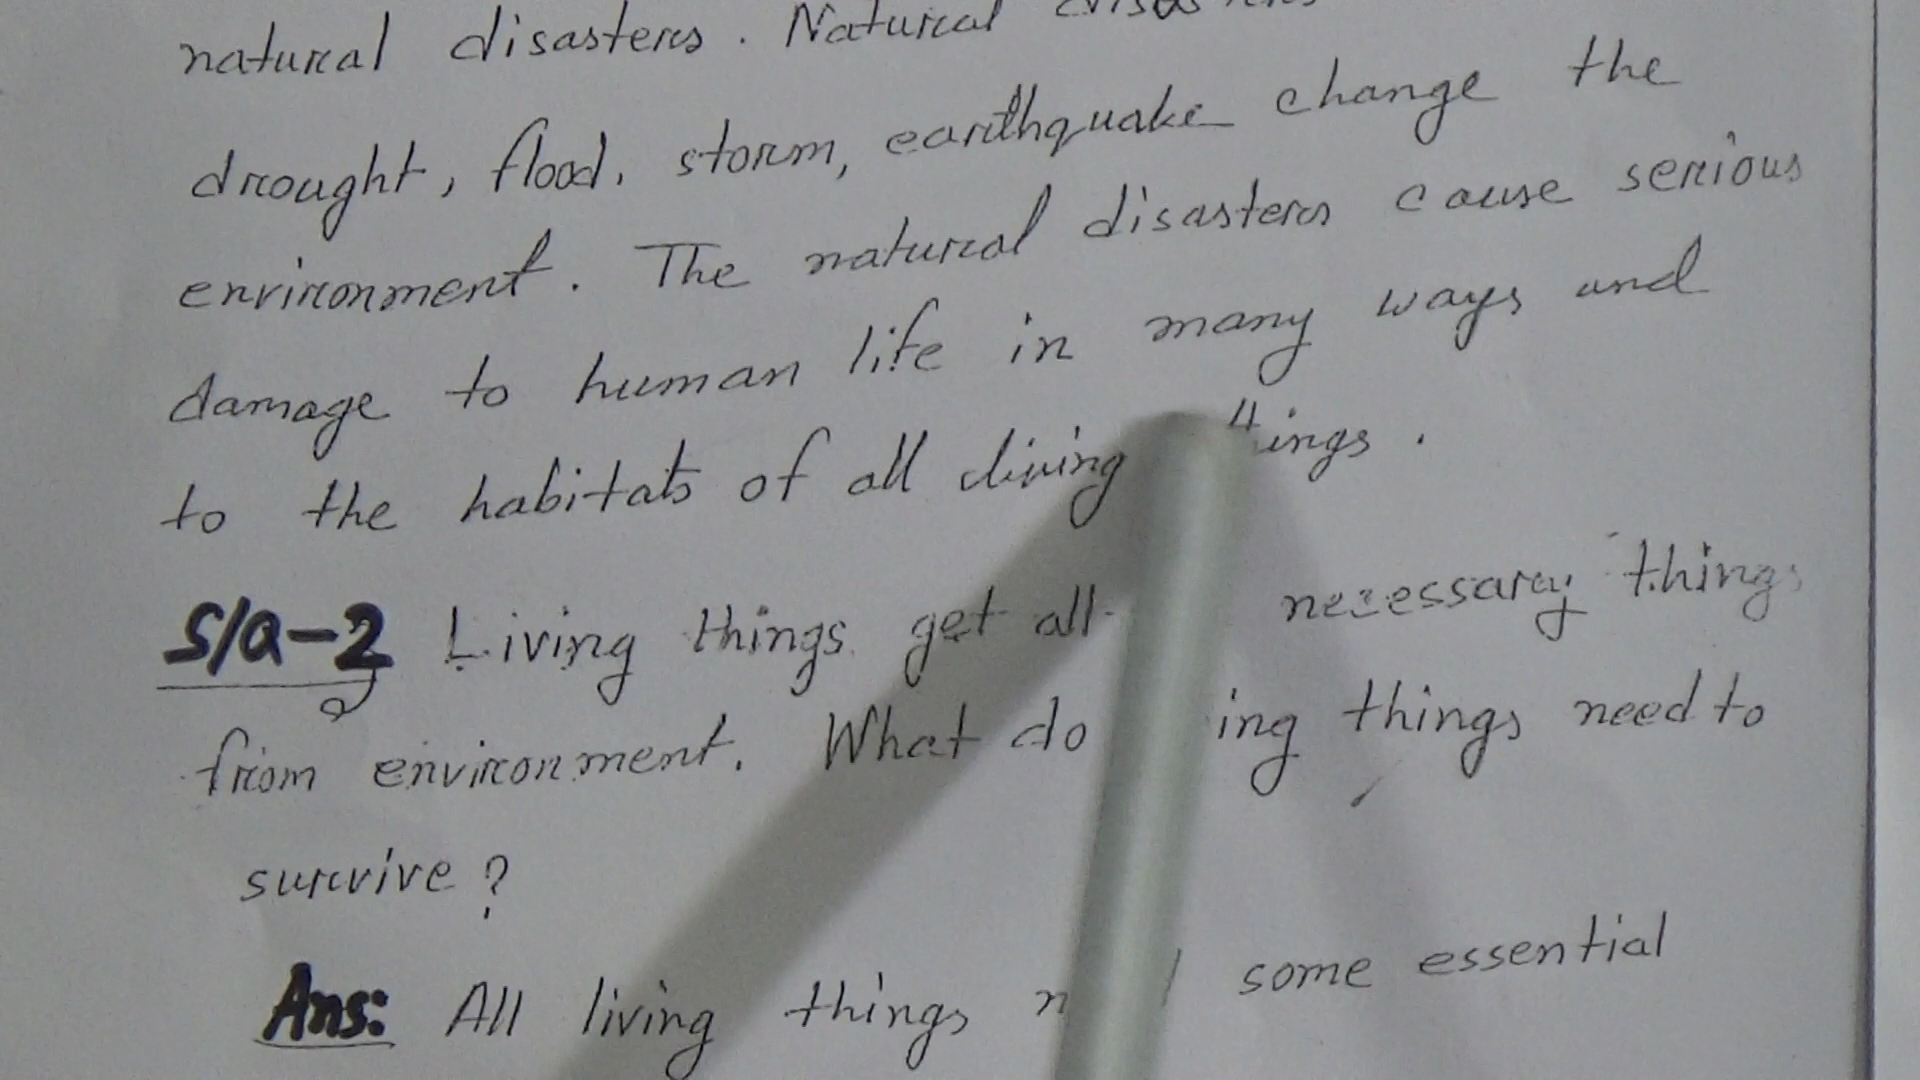 natural disasters. Natural disasters
drought, flood, storm, earthquake change the
environment. The natural disasters cause serious
damage to human life in many ways and
to the habitats of all living things.
S/a-2 Living things get all necessary things
from environment. What do ing things need to
survive?
Ans: All living things some essential